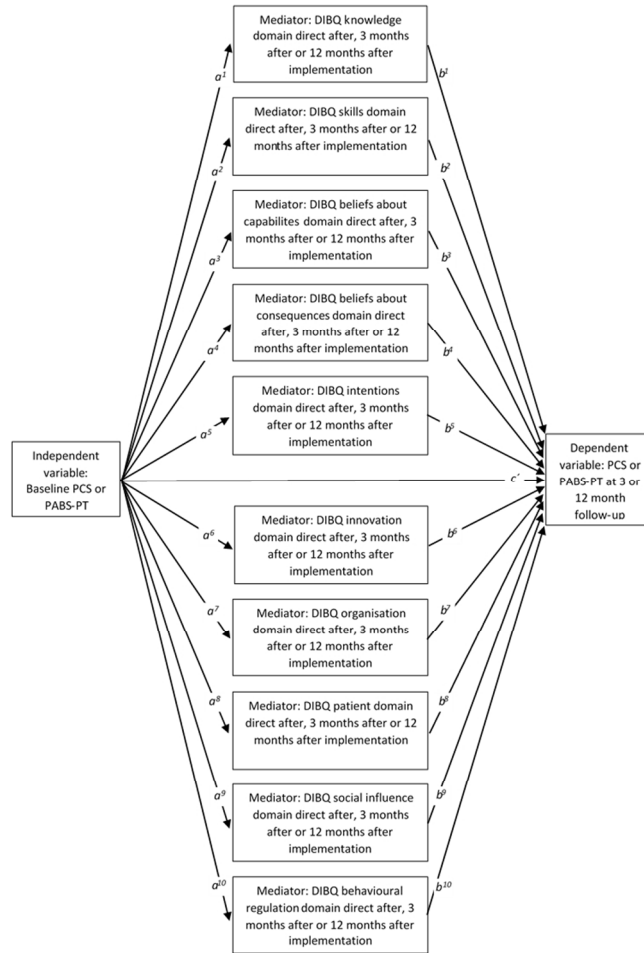 Mediator: DIBQ knowledge
domain direct after, 3 months
after or 12 months after
implementation
a1
b1
Mediator: DIBQ skills domain
direct after, 3 months after or 12
months after implementation
a2
b2
Mediator: DIBQ beliefs about
capabilites domain direct after, 3
months after or 12 months after
implementation
a3
b3
Mediator: DIBQ beliefs about
consequences domain direct
after, 3 months after or 12
months after implementation
a4
b4
Mediator: DIBQ intentions
domain direct after, 3 months
after or 12 months after
implementation
a5
b5
Independent
variable:
Baseline PCS or
PABS-PT
c'
Dependent
variable: PCS or
PABS-PT at 3 or
12 month
follow-up
Mediator: DIBQ innovation
domain direct after, 3 months
after or 12 months after
implementation
a6
b6
Mediator: DIBQ organisation
domain direct after, 3 months
after or 12 months after
implementation
a7
b7
Mediator: DIBQ patient domain
direct after, 3 months after or 12
months after implementation
a8
b8
Mediator: DIBQ social influence
domain direct after, 3 months
after or 12 months after
implementation
a9
b9
Mediator: DIBQ behavioural
regulation domain direct after, 3
months after or 12 months after
implementation
a10
b10